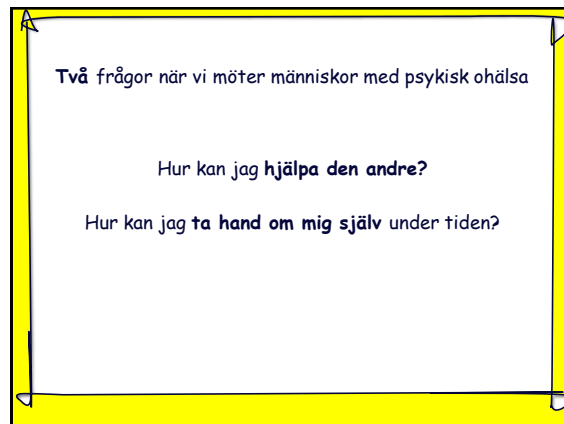 Två frågor när vi möter människor med psykisk ohälsa
Hur kan jag hjälpa den andre?
Hur kan jag ta hand om mig själv under tiden?